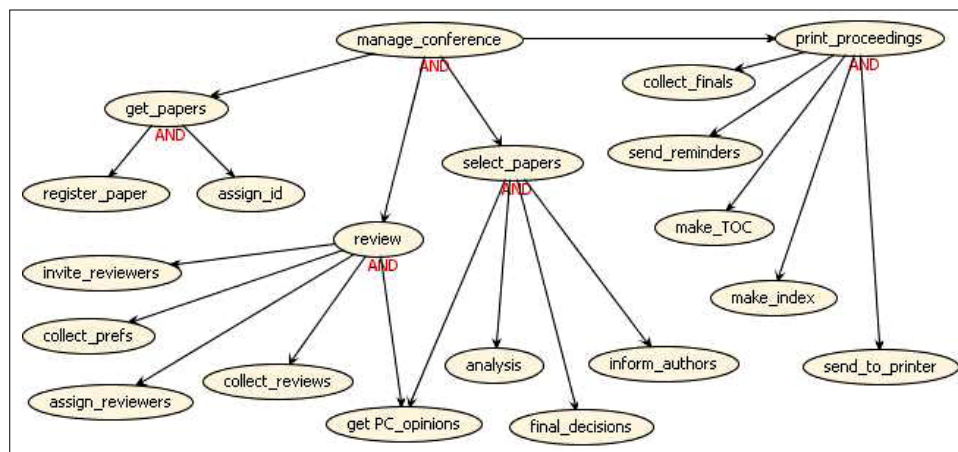 manage_conference
print_proceedings
AND
AND
collect_finals
get_papers
AND
send_reminders
select_papers
AND
register_paper
assign_id
make_TOC
review
AND
invite_reviewers
make_index
collect_prefs
analysis
inform_authors
send_to_printer
collect_reviews
assign_reviewers
get PC_opinions
final_decisions